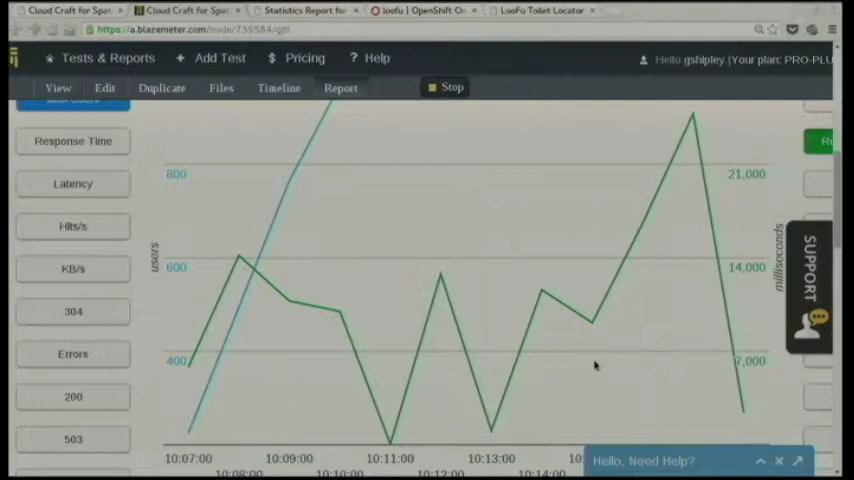 Cloud Craft for Spat × Cloud Craft for Spat × Statistics Report for × loofu | OpenShift On × LooFu Toilet Locator ×
https://a.blazemeter.com/node/739584/gjtl
Tests & Reports + Add Test $ Pricing ? Help Hello gshipley |Your plan: PRO-PLU
View Edit Duplicate Files Timeline Report Stop
Response Time
Latency
Hits/s
KB/s
304
Errors
200
503
users
800
600
400
21,000
14,000
7,000
milliseconds
SUPPORT
10:07:00 10:09:00 10:11:00 10:13:00
10:08:00 10:10:00 10:12:00 10:14:00
Hello, Need Help?